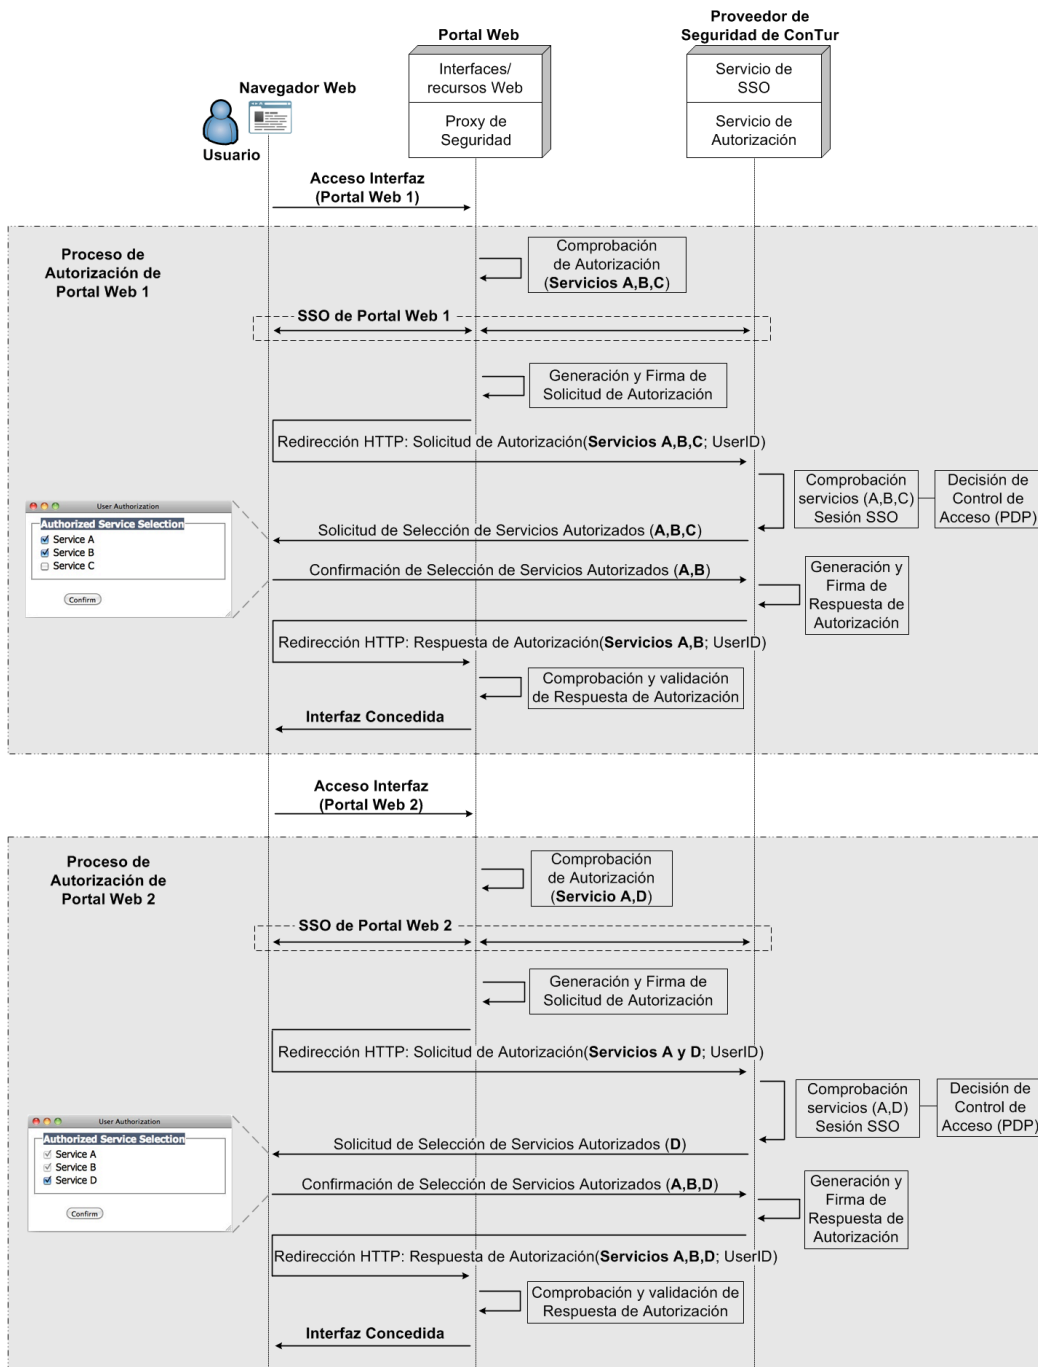 Proveedor de
Seguridad de ConTur
Portal Web
Interfaces/
recursos Web
Proxy de
Seguridad
Servicio de
SSO
Servicio de
Autorización
Navegador Web
Usuario
Acceso Interfaz
(Portal Web 1)
Proceso de
Autorización de
Portal Web 1
Comprobación
de Autorización
(Servicios A,B,C)
SSO de Portal Web 1
Generación y Firma de
Solicitud de Autorización
Redirección HTTP: Solicitud de Autorización(Servicios A,B,C; UserID)
Comprobación
servicios (A,B,C)
Sesión SSO
Decisión de
Control de
Acceso (PDP)
User Authorization
Authorized Service Selection
Service A
Service B
Service C
Confirm
Solicitud de Selección de Servicios Autorizados (A,B,C)
Confirmación de Selección de Servicios Autorizados (A,B)
Generación y
Firma de
Respuesta de
Autorización
Redirección HTTP: Respuesta de Autorización(Servicios A,B; UserID)
Comprobación y validación
de Respuesta de Autorización
Interfaz Concedida
Acceso Interfaz
(Portal Web 2)
Proceso de
Autorización de
Portal Web 2
Comprobación
de Autorización
(Servicio A,D)
SSO de Portal Web 2
Generación y Firma de
Solicitud de Autorización
Redirección HTTP: Solicitud de Autorización(Servicios A y D; UserID)
Comprobación
servicios (A,D)
Sesión SSO
Decisión de
Control de
Acceso (PDP)
User Authorization
Authorized Service Selection
Service A
Service B
Service D
Confirm
Solicitud de Selección de Servicios Autorizados (D)
Confirmación de Selección de Servicios Autorizados (A,B,D)
Generación y
Firma de
Respuesta de
Autorización
Redirección HTTP: Respuesta de Autorización(Servicios A,B,D; UserID)
Comprobación y validación de
Respuesta de Autorización
Interfaz Concedida